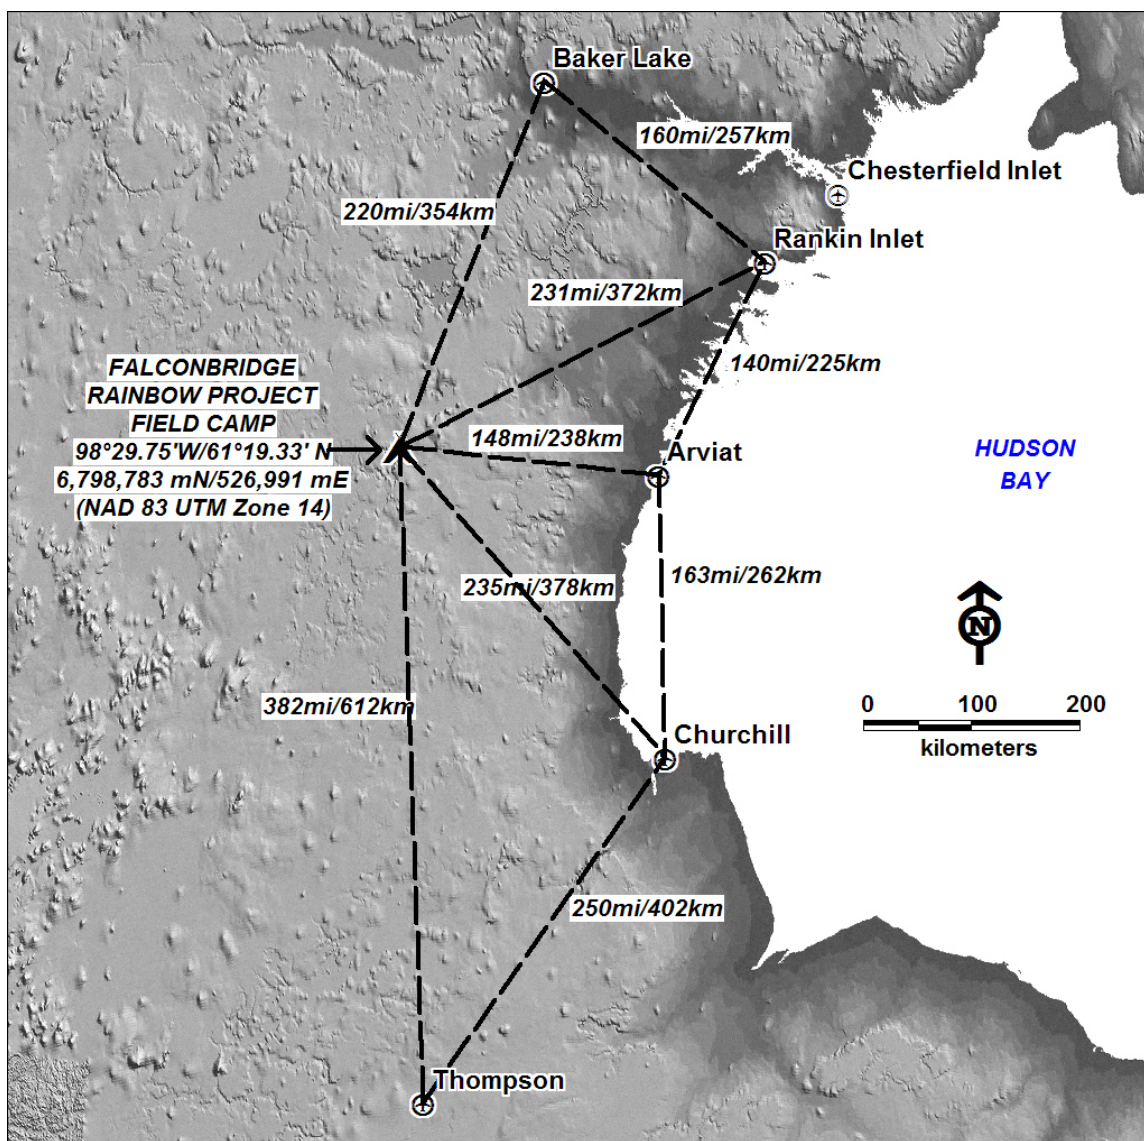 Baker Lake
160mi/257km
Chesterfield Inlet
220mi/354km
Rankin Inlet
231mi/372km
FALCONBRIDGE
RAINBOW PROJECT
FIELD CAMP
98°29.75'W/61°19.33' N
6,798,783 mN/526,991 mE
(NAD 83 UTM Zone 14)
140mi/225km
148mi/238km
Arviat
HUDSON
BAY
163mi/262km
235mi/378km
N
382mi/612km
0 100 200
kilometers
Churchill
250mi/402km
Thompson